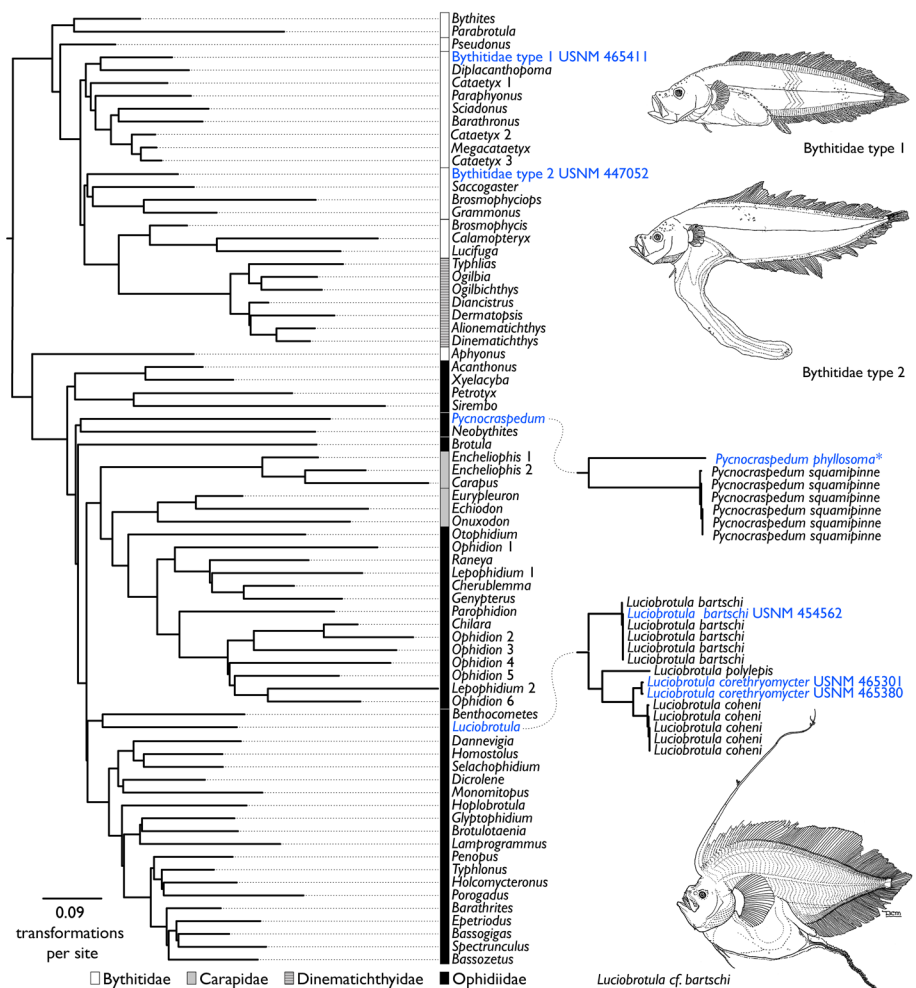 Bythites
Parabrotula
Pseudonus
Bythitidae type 1 USNM 465411
Diplacanthopoma
Cataetyx 1
Paraphyonus
Sciadonus
Barathronus
Cataetyx 2
Megacataetyx
Cataetyx 3
Bythitidae type 2 USNM 447052
Saccogaster
Brosmophyciops
Grammonus
Brosmophycis
Calamopteryx
Lucifuga
Typhlias
Ogilbia
Ogilbichthys
Diancistrus
Dermatopsis
Alionematichthys
Dinematichthys
Aphyonus
Acanthonus
Xyelacyba
Petrotyx
Sirembo
Pycnocraspedum
Neobythites
Brotula
Encheliophis 1
Encheliophis 2
Carapus
Eurypleuron
Echiodon
Onuxodon
Otophidium
Ophidion 1
Raneya
Lepophidium 1
Cherublemma
Genypterus
Parophidion
Chilara
Ophidion 2
Ophidion 3
Ophidion 4
Ophidion 5
Lepophidium 2
Ophidion 6
Benthocometes
Luciobrotula
Dannevigia
Homostolus
Selachophidium
Dicrolene
Monomitopus
Hoplobrotula
Glyptophidium
Brotulotaenia
Lamprogrammus
Penopus
Typhlonus
Holcomycteronus
Porogadus
Barathrites
Epetriodus
Bassogigas
Spectrunculus
Bassozetus
0.09
transformations
per site
Bythitidae type 1
Bythitidae type 2
Pycnocraspedum phyllosoma*
Pycnocraspedum squamipinne
Pycnocraspedum squamipinne
Pycnocraspedum squamipinne
Pycnocraspedum squamipinne
Pycnocraspedum squamipinne
Pycnocraspedum squamipinne
Luciobrotula bartschi
Luciobrotula bartschi USNM 454562
Luciobrotula bartschi
Luciobrotula bartschi
Luciobrotula bartschi
Luciobrotula bartschi
Luciobrotula polylepis
Luciobrotula corethryomycter USNM 465301
Luciobrotula corethryomycter USNM 465380
Luciobrotula coheni
Luciobrotula coheni
Luciobrotula coheni
Luciobrotula coheni
Luciobrotula coheni
Luciobrotula cf. bartschi
Bythitidae Carapidae Dinematichthyidae Ophidiidae